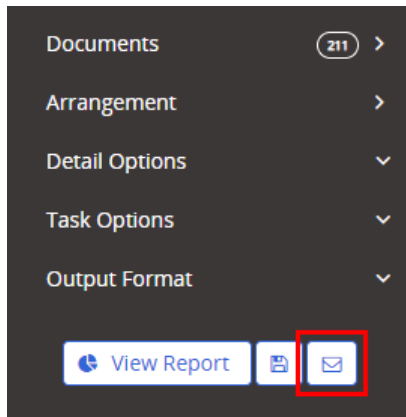 Documents 211
Arrangement
Detail Options
Task Options
Output Format
View Report